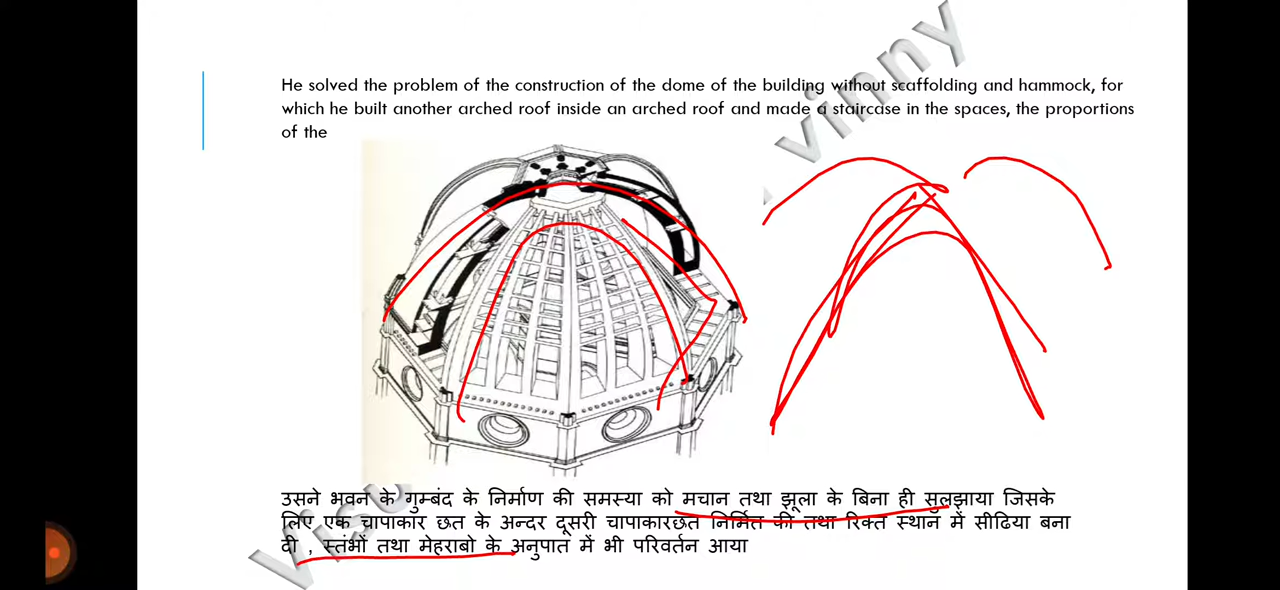 He solved the problem of the construction of the dome of the building without scaffolding and hammock, for
which he built another arched roof inside an arched roof and made a staircase in the spaces, the proportions
of the
vinny
उसने भवन के गुम्बंद के निर्माण की समस्या को मचान तथा झूला के बिना ही सुलझाया जिसके
लिए एक चापाकार छत के अन्दर दूसरी चापाकारछत निर्मित की तथा रिक्त स्थान में सीढिया बना
दी , स्तंभों तथा मेहराबो के अनुपात में भी परिवर्तन आया